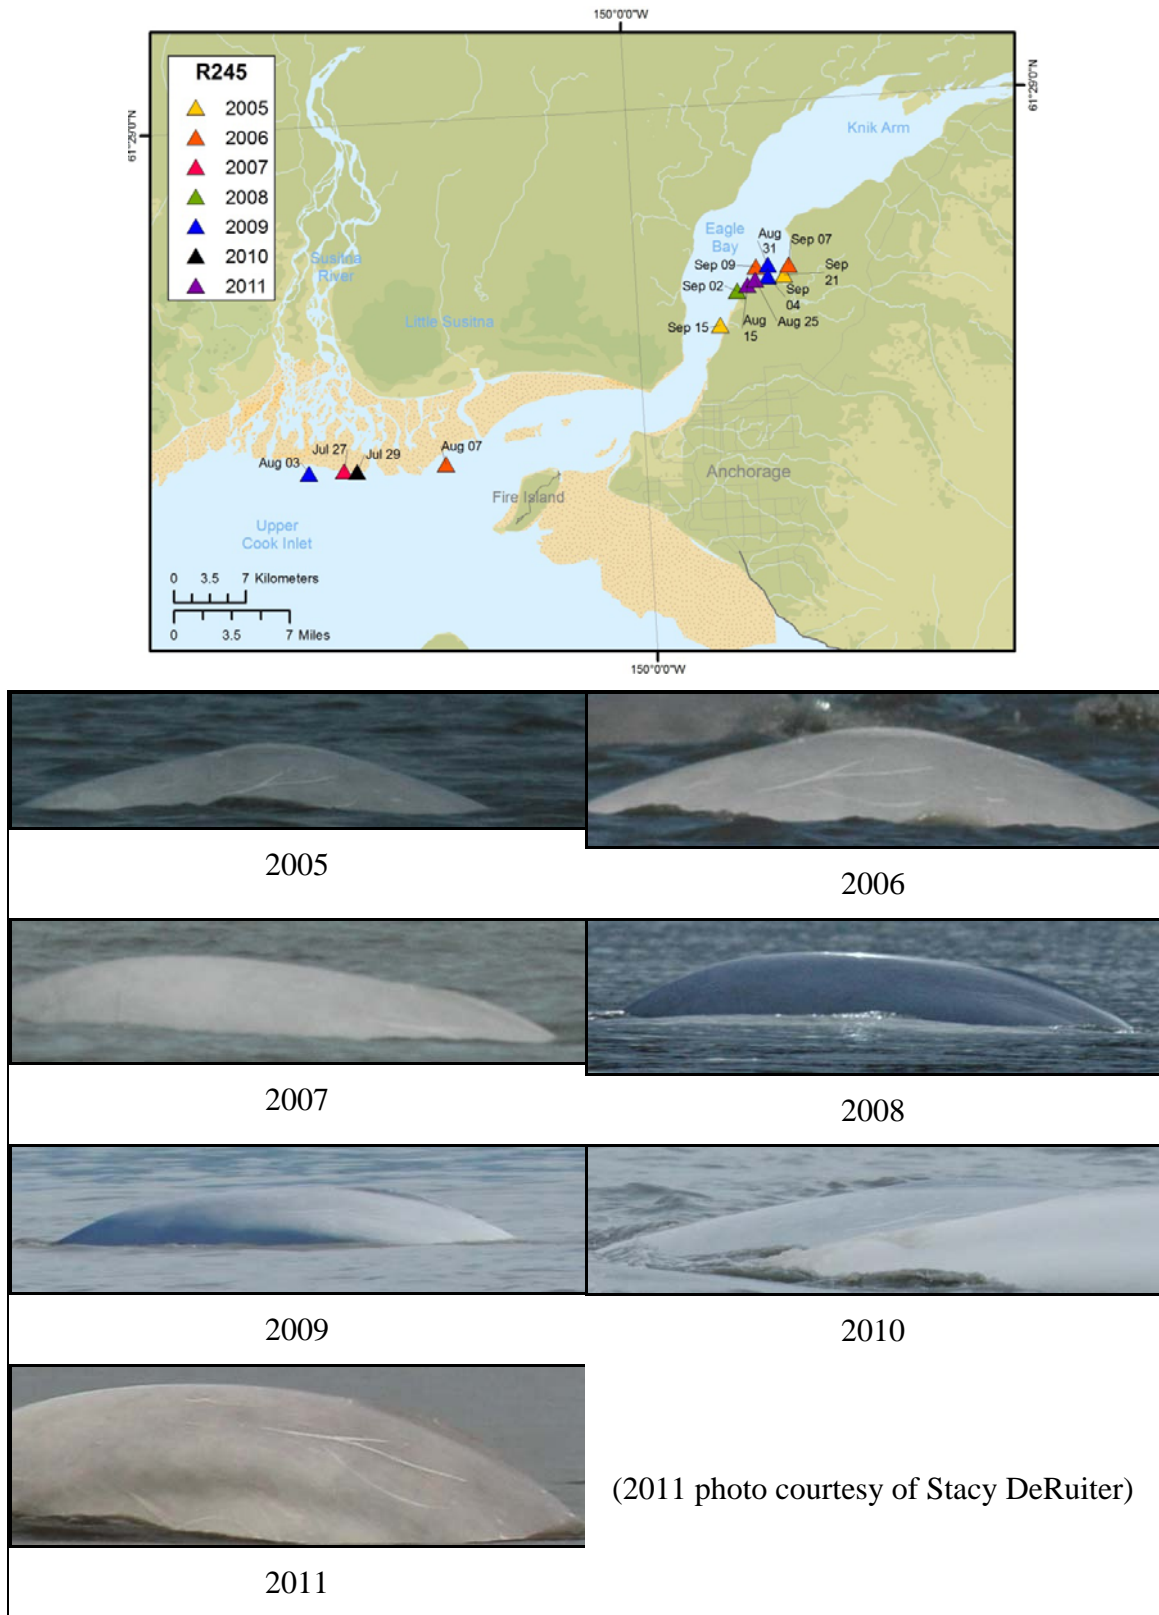 150°0'0"W
R245
2005
2006
2007
2008
2009
2010
2011
61°29'0"N
61°29'0"N
Knik Arm
Eagle
Bay
Aug
31
Sep 07
Sep 09
Sep
21
Sep 02
Sep
04
Aug
15
Aug 25
Sep 15
Susitna
River
Little Susitna
Jul 27
Jul 29
Aug 07
Aug 03
Anchorage
Fire Island
Upper
Cook Inlet
0 3.5 7 Kilometers
0 3.5 7 Miles
150°0'0"W
2005
2006
2007
2008
2009
2010
(2011 photo courtesy of Stacy DeRuiter)
2011